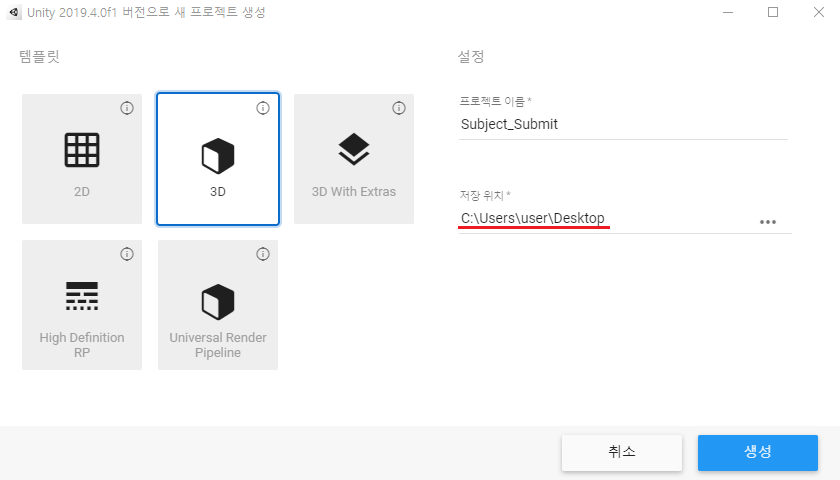 Unity 2019.4.0f1 버전으로 새 프로젝트 생성
템플릿
2D
3D
3D With Extras
High Definition
RP
Universal Render
Pipeline
설정
프로젝트 이름 *
Subject_Submit
저장 위치 *
C:\Users\user\Desktop
취소
생성